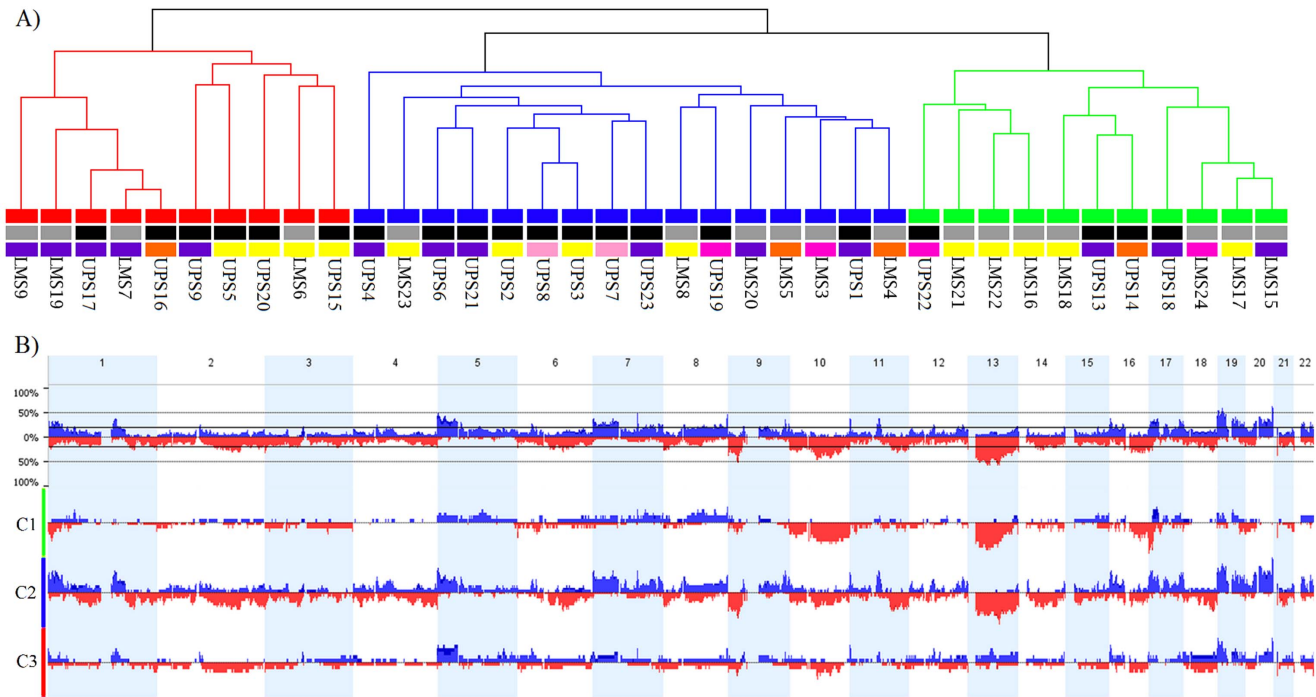 A)
LMS9 LMS19 UPS17 LMS7 UPS16 UPS9 UPS5 UPS20 LMS6 UPS15 UPS4 LMS23 UPS6 UPS21 UPS2 UPS8 UPS3 UPS7 UPS23 LMS8 UPS19 LMS20 LMS5 LMS3 UPS1 LMS4 UPS22 LMS21 LMS22 LMS16 LMS18 UPS13 UPS14 UPS18 LMS24 LMS17 LMS15
B)
1 2 3 4 5 6 7 8 9 10 11 12 13 14 15 16 17 18 19 20 21 22
100%
50%
0%
50%
100%
C1
C2
C3